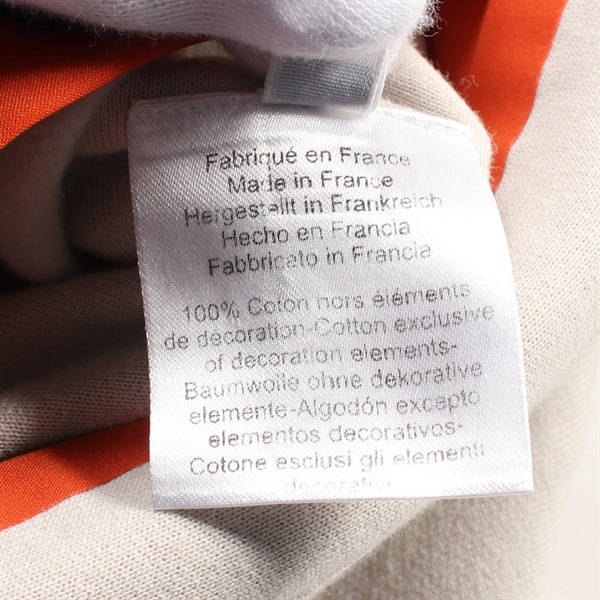 Fabriqué en France
Made in France
Hergestellt in Frankreich
Hecho en Francia
Fabbricato in Francia
100% Coton hors éléments
de decoration-Cotton exclusive
of decoration elements-
Baumwolle ohne dekorative
elemente-Algodón excepto
elementos decorativos-
Cotone esclusi gli elementi
decorativi